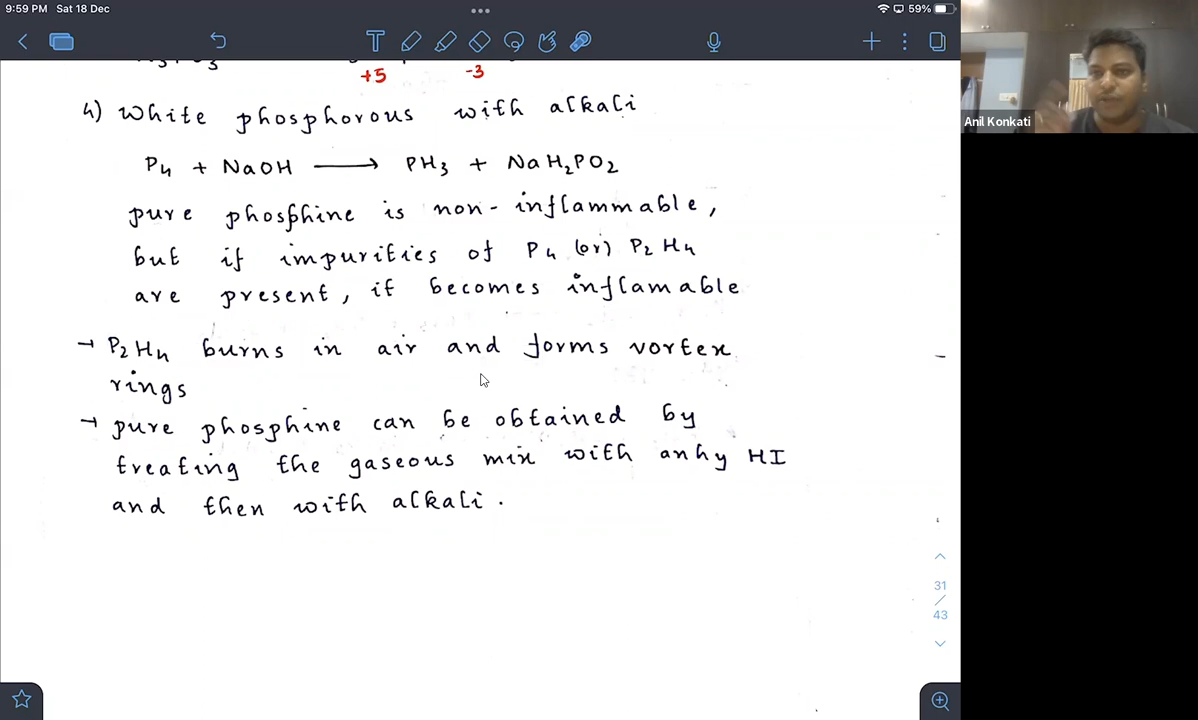 9:59 PM Sat 18 Dec
59%
+5 -3
4) White phosphorous with alkali
P4 + NaOH → PH3 + NaH2PO2
pure phosphine is non-inflammable,
but if impurities of P4 (or) P2H4
are present, it becomes inflamable
→ P2H4 burns in air and forms vortex
rings
→ pure phosphine can be obtained by
treating the gaseous mix with anhy HI
and then with alkali.
31
/
43
Anil Konkati